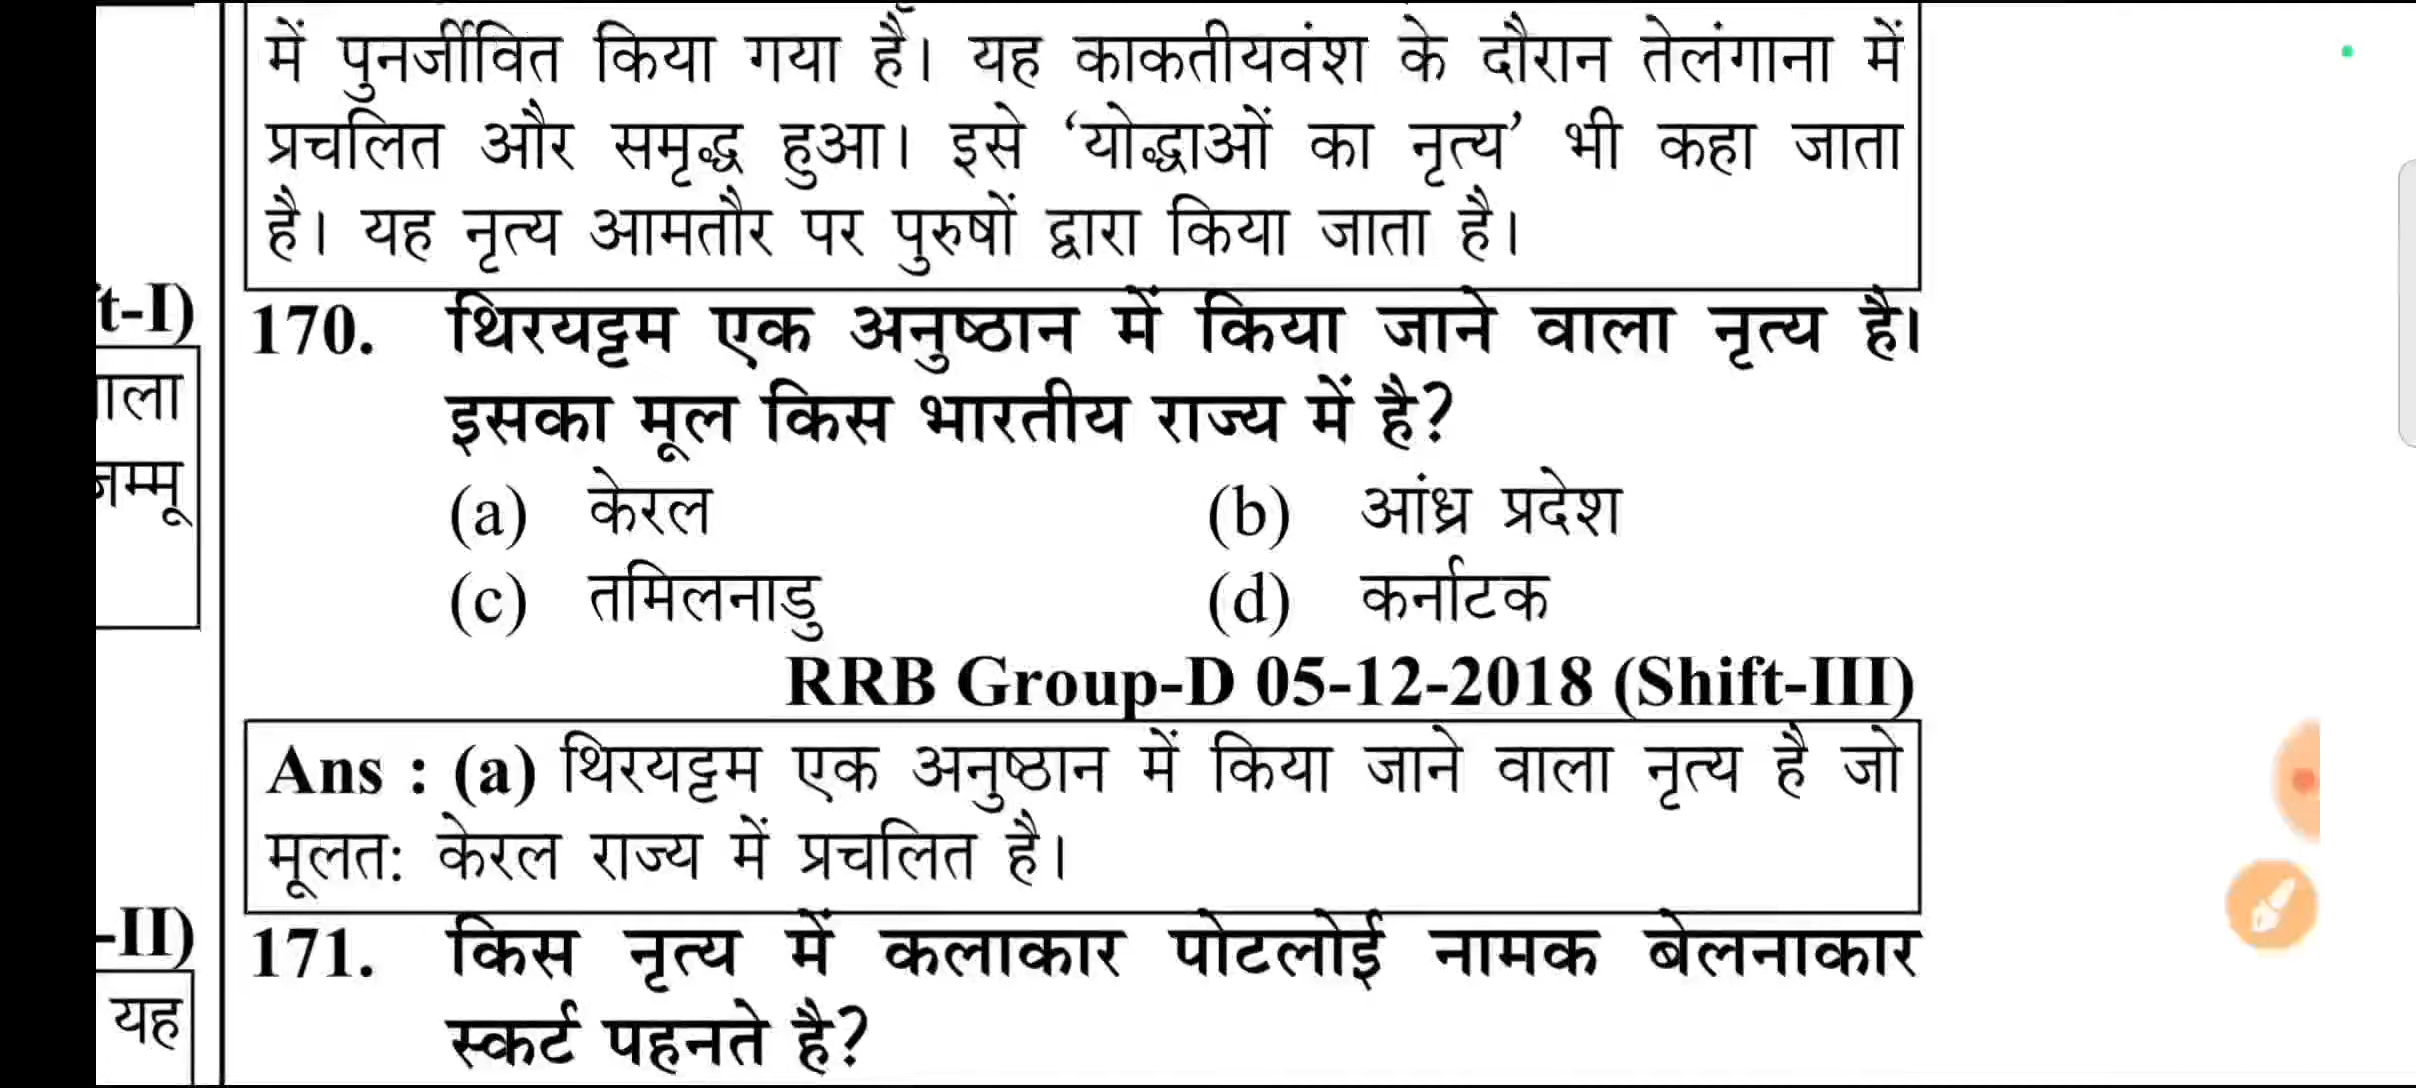 t-I)
ाला
जम्मू
-II)
यह
में पुनर्जीवित किया गया है। यह काकतीयवंश के दौरान तेलंगाना में
प्रचलित और समृद्ध हुआ। इसे ‘योद्धाओं का नृत्य’ भी कहा जाता
है। यह नृत्य आमतौर पर पुरुषों द्वारा किया जाता है।
170. थिरयट्टम एक अनुष्ठान में किया जाने वाला नृत्य है।
इसका मूल किस भारतीय राज्य में है?
(a) केरल (b) आंध्र प्रदेश
(c) तमिलनाडु (d) कर्नाटक
RRB Group-D 05-12-2018 (Shift-III)
Ans : (a) थिरयट्टम एक अनुष्ठान में किया जाने वाला नृत्य है जो
मूलत: केरल राज्य में प्रचलित है।
171. किस नृत्य में कलाकार पोटलोई नामक बेलनाकार
स्कर्ट पहनते है?